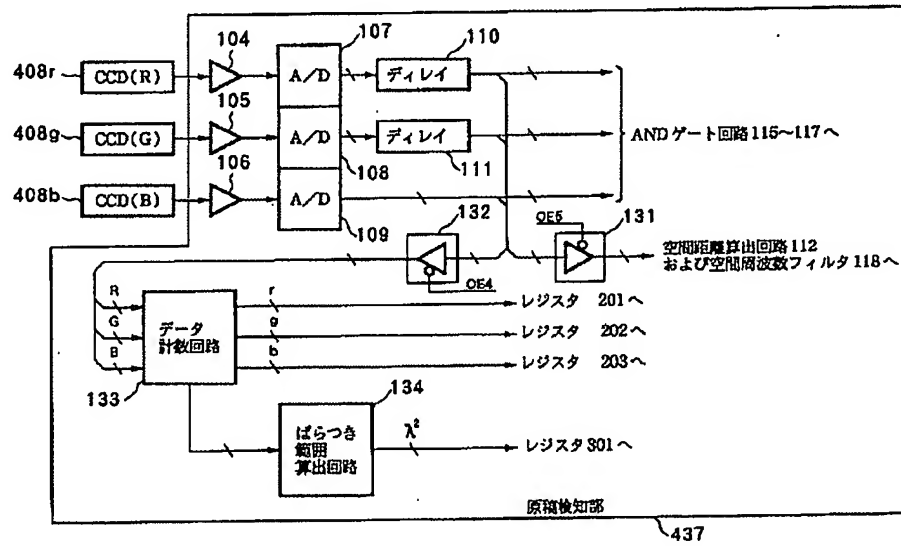 107
110
104
408r
CCD(R)
A/D
ディレイ
105
408g
CCD(G)
A/D
ディレイ
ANDゲート回路115～117へ
106
108
111
408b
CCD(B)
A/D
109
132
OE5
131
空間距離算出回路112
および空間周波数フィルタ118へ
OE4
R
G
B
データ
計数回路
133
r
g
b
レジスタ 201へ
レジスタ 202へ
レジスタ 203へ
134
ばらつき
範囲
算出回路
λ²
レジスタ301へ
原稿検知部
437